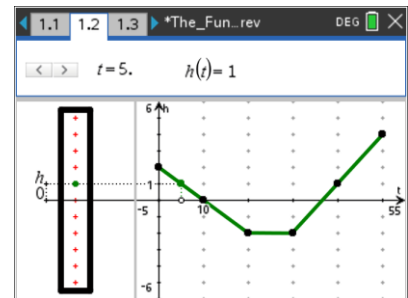 1.1 1.2 1.3 *The_Fun...rev DEG
t=5. h(t)=1
6 h
h
0
1
t
-5 10 55
-6